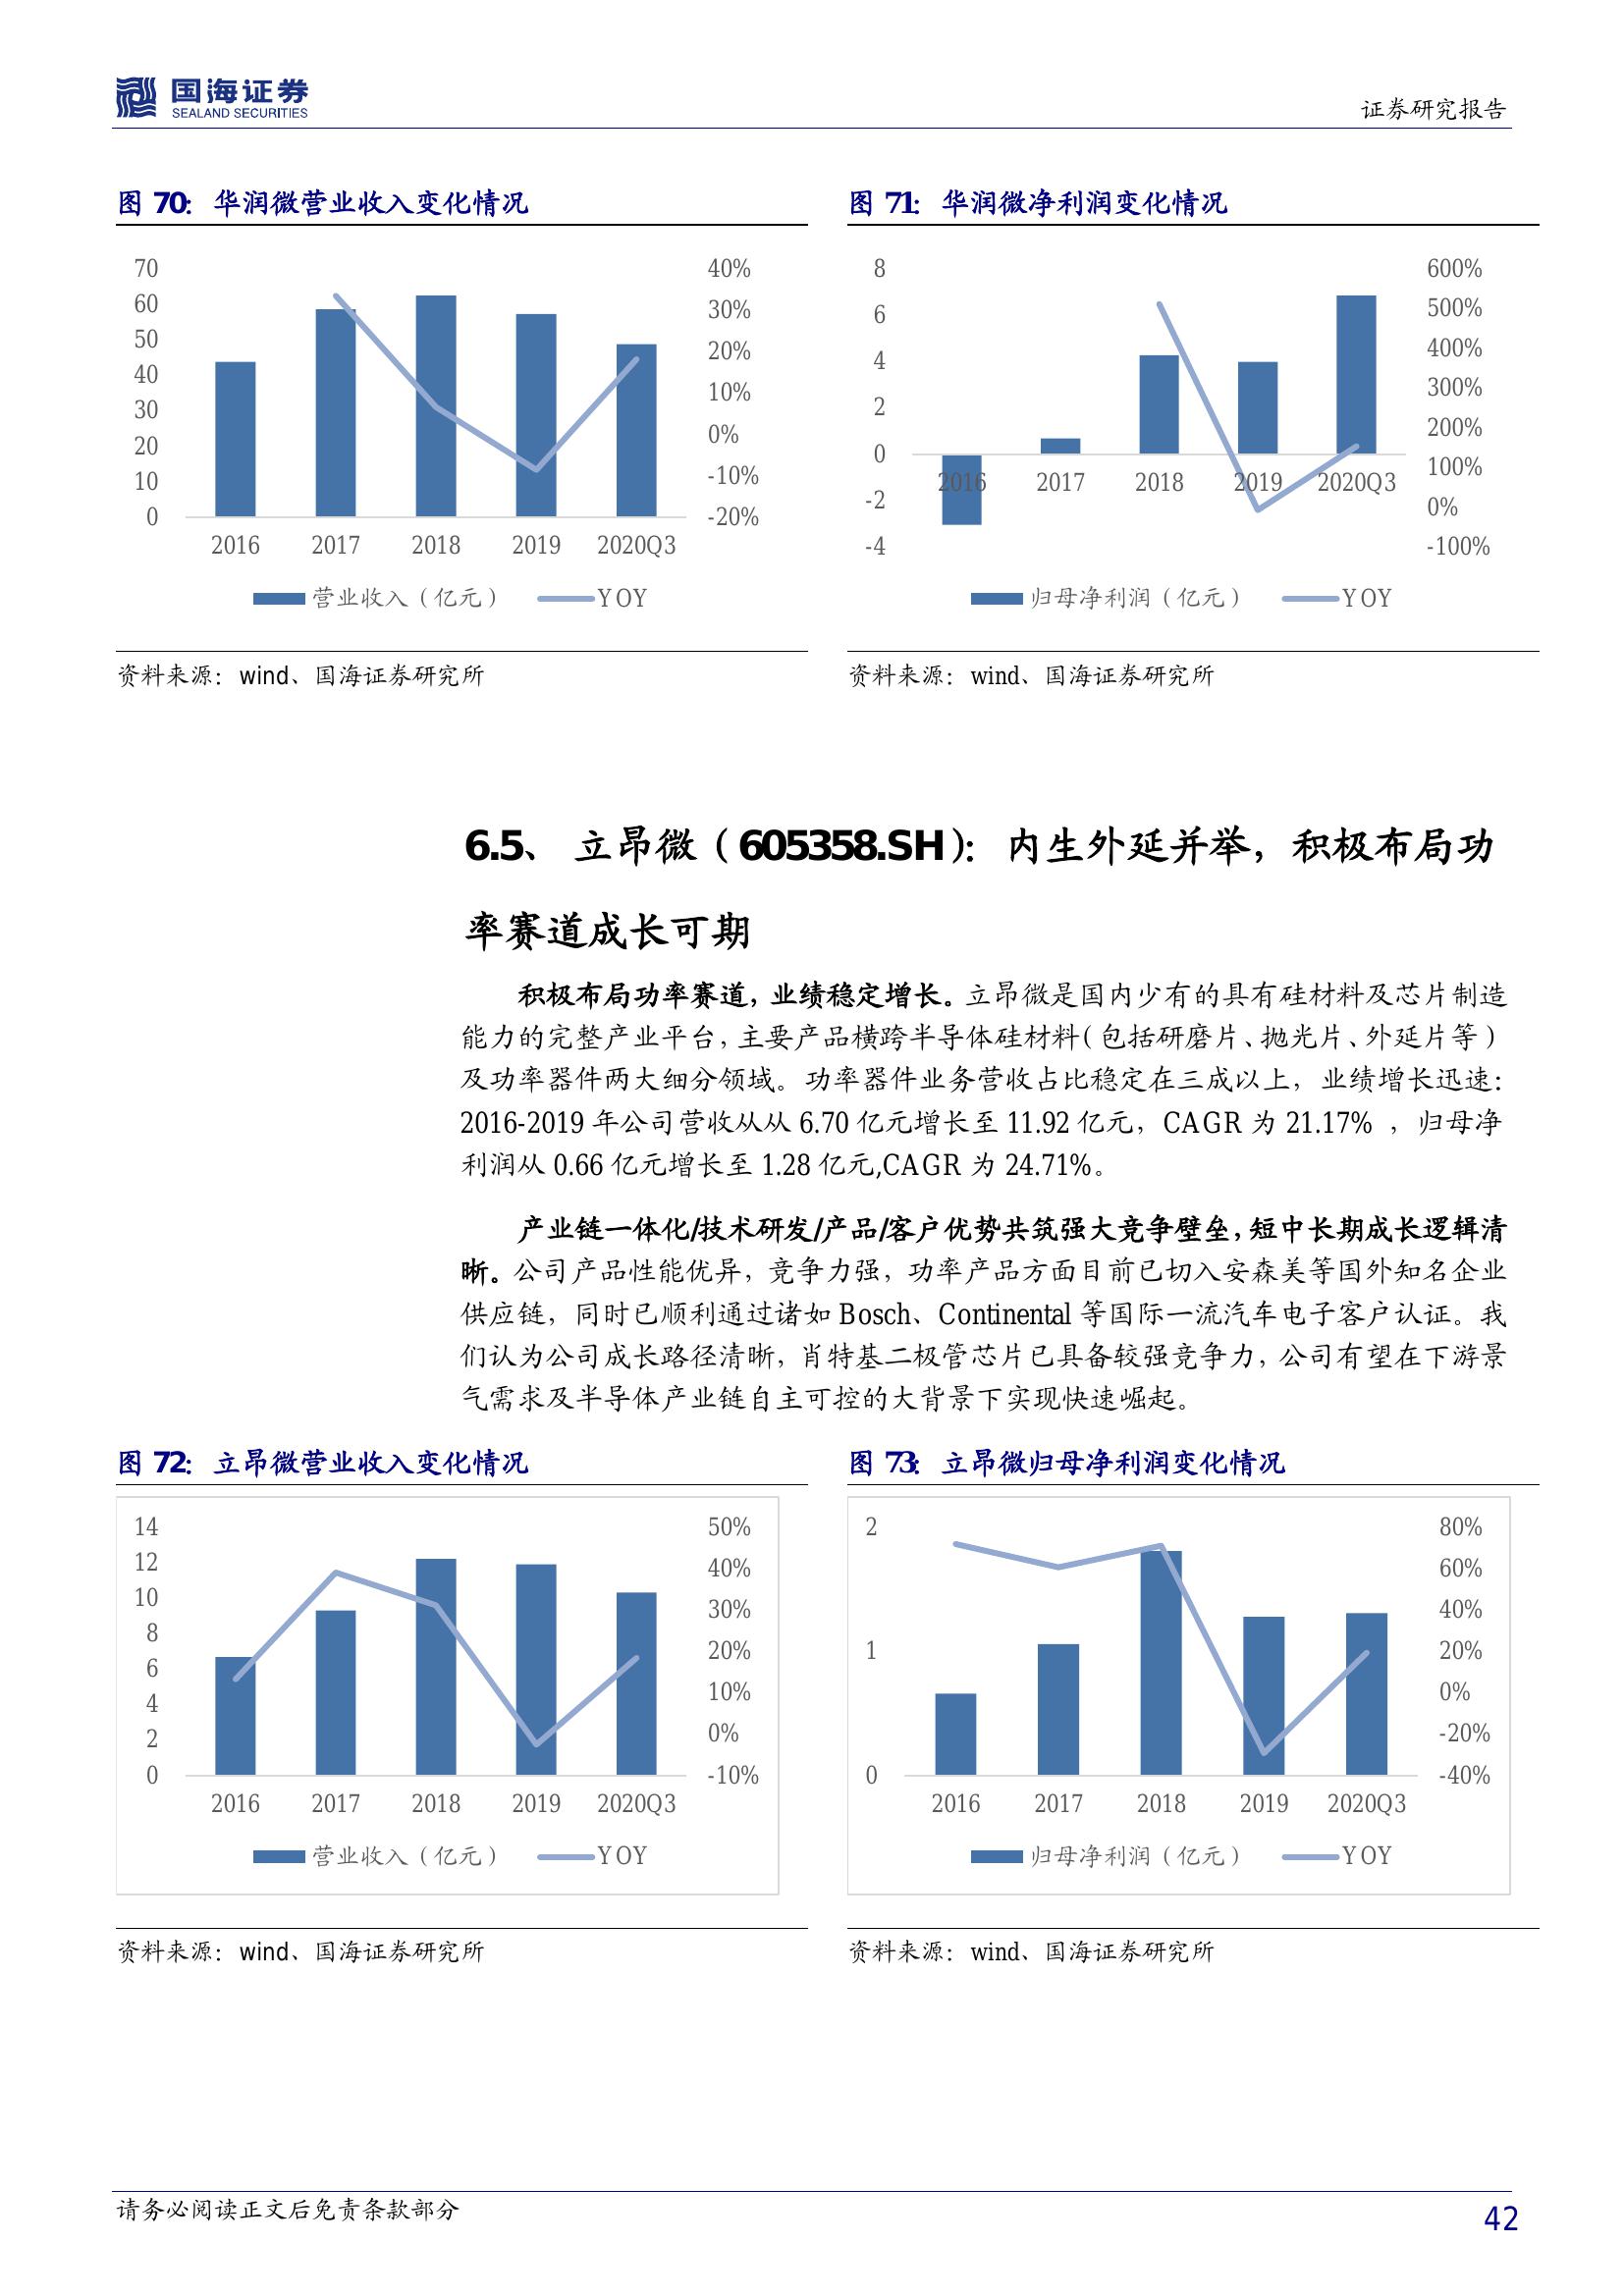 国海证券
SEALAND SECURITIES
证券研究报告
图 70：华润微营业收入变化情况
70
60
50
40
30
20
10
0
40%
30%
20%
10%
0%
-10%
-20%
2016 2017 2018 2019 2020Q3
营业收入（亿元） YOY
资料来源：wind、国海证券研究所
图 71：华润微净利润变化情况
8
6
4
2
0
-2
-4
600%
500%
400%
300%
200%
100%
0%
-100%
2016 2017 2018 2019 2020Q3
归母净利润（亿元） YOY
资料来源：wind、国海证券研究所
6.5、 立昂微（605358.SH）：内生外延并举，积极布局功
率赛道成长可期
积极布局功率赛道，业绩稳定增长。立昂微是国内少有的具有硅材料及芯片制造
能力的完整产业平台，主要产品横跨半导体硅材料（包括研磨片、抛光片、外延片等）
及功率器件两大细分领域。功率器件业务营收占比稳定在三成以上，业绩增长迅速：
2016-2019 年公司营收从从 6.70 亿元增长至 11.92 亿元，CAGR 为 21.17% ，归母净
利润从 0.66 亿元增长至 1.28 亿元,CAGR 为 24.71%。
产业链一体化/技术研发/产品/客户优势共筑强大竞争壁垒，短中长期成长逻辑清
晰。公司产品性能优异，竞争力强，功率产品方面目前已切入安森美等国外知名企业
供应链，同时已顺利通过诸如 Bosch、Continental 等国际一流汽车电子客户认证。我
们认为公司成长路径清晰，肖特基二极管芯片已具备较强竞争力，公司有望在下游景
气需求及半导体产业链自主可控的大背景下实现快速崛起。
图 72：立昂微营业收入变化情况
14
12
10
8
6
4
2
0
50%
40%
30%
20%
10%
0%
-10%
2016 2017 2018 2019 2020Q3
营业收入（亿元） YOY
资料来源：wind、国海证券研究所
图 73：立昂微归母净利润变化情况
2
1
0
80%
60%
40%
20%
0%
-20%
-40%
2016 2017 2018 2019 2020Q3
归母净利润（亿元） YOY
资料来源：wind、国海证券研究所
请务必阅读正文后免责条款部分
42